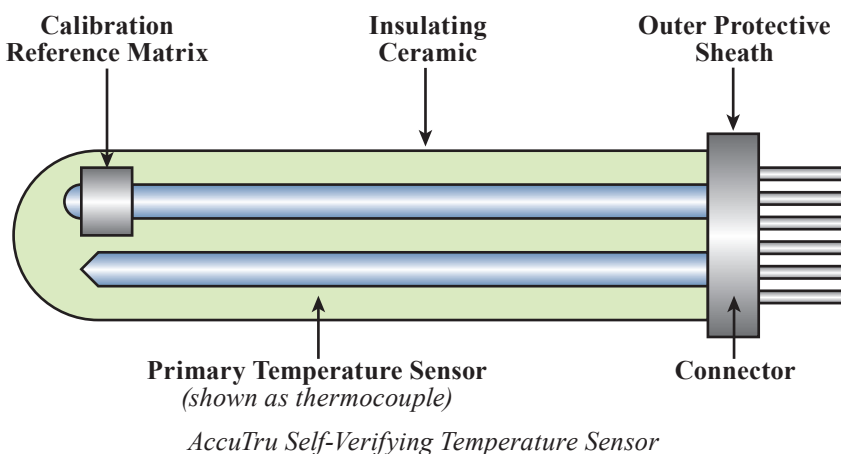 Calibration
Reference Matrix
Insulating
Ceramic
Outer Protective
Sheath
Primary Temperature Sensor
(shown as thermocouple)
Connector
AccuTru Self-Verifying Temperature Sensor